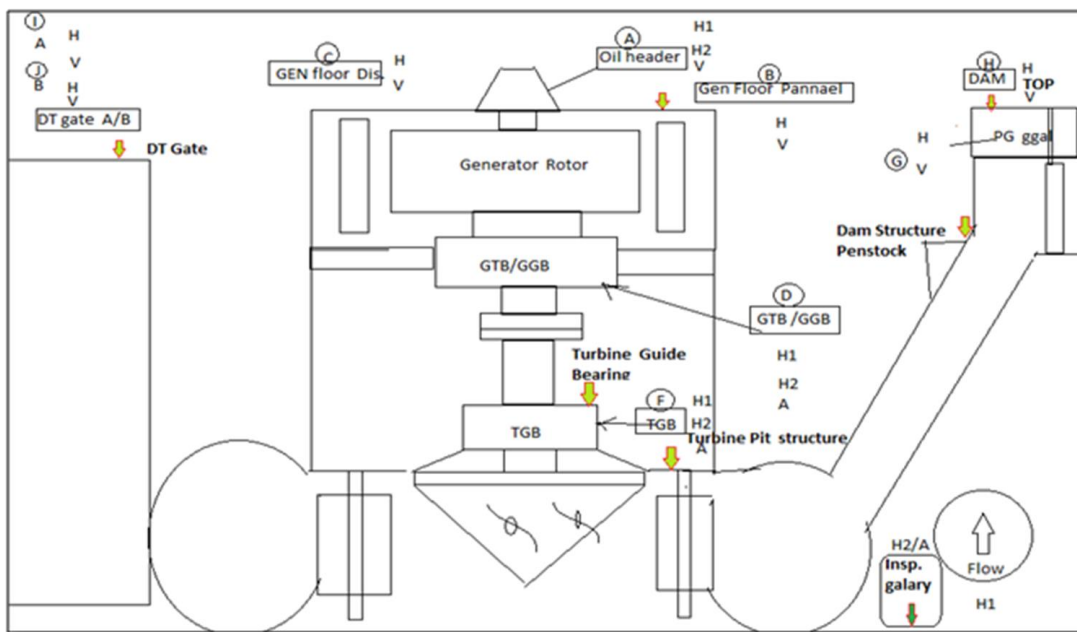 I
A
H
V
J
B
H
V
DT gate A/B
DT Gate
C
GEN floor Dis.
H
V
A
Oil header
H1
H2
V
B
Gen Floor Pannael
H
V
H
DAM
H
TOP
V
PG ggal
H
G
V
Generator Rotor
GTB/GGB
Dam Structure
Penstock
D
GTB /GGB
H1
H2
A
Turbine Guide
Bearing
F
TGB
H1
H2
A
TGB
Turbine Pit structure
H2/A
Insp.
galary
Flow
H1